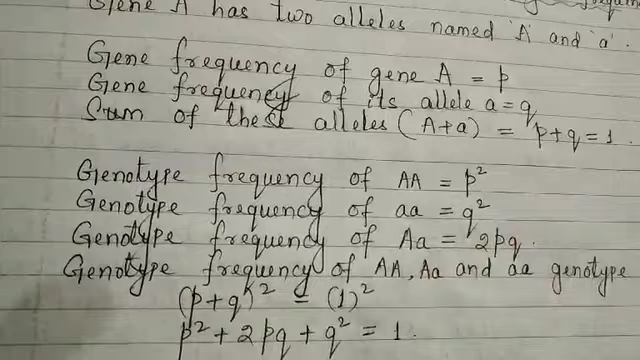 Gene A has two alleles named 'A' and 'a'.
Gene frequency of gene A = p
Gene frequency of its allele a = q
Sum of these alleles (A+a) = p+q=1.
Genotype frequency of AA = p²
Genotype frequency of aa = q²
Genotype frequency of Aa = 2pq.
Genotype frequency of AA, Aa and aa genotype
(p+q)² = (1)²
p² + 2pq + q² = 1.